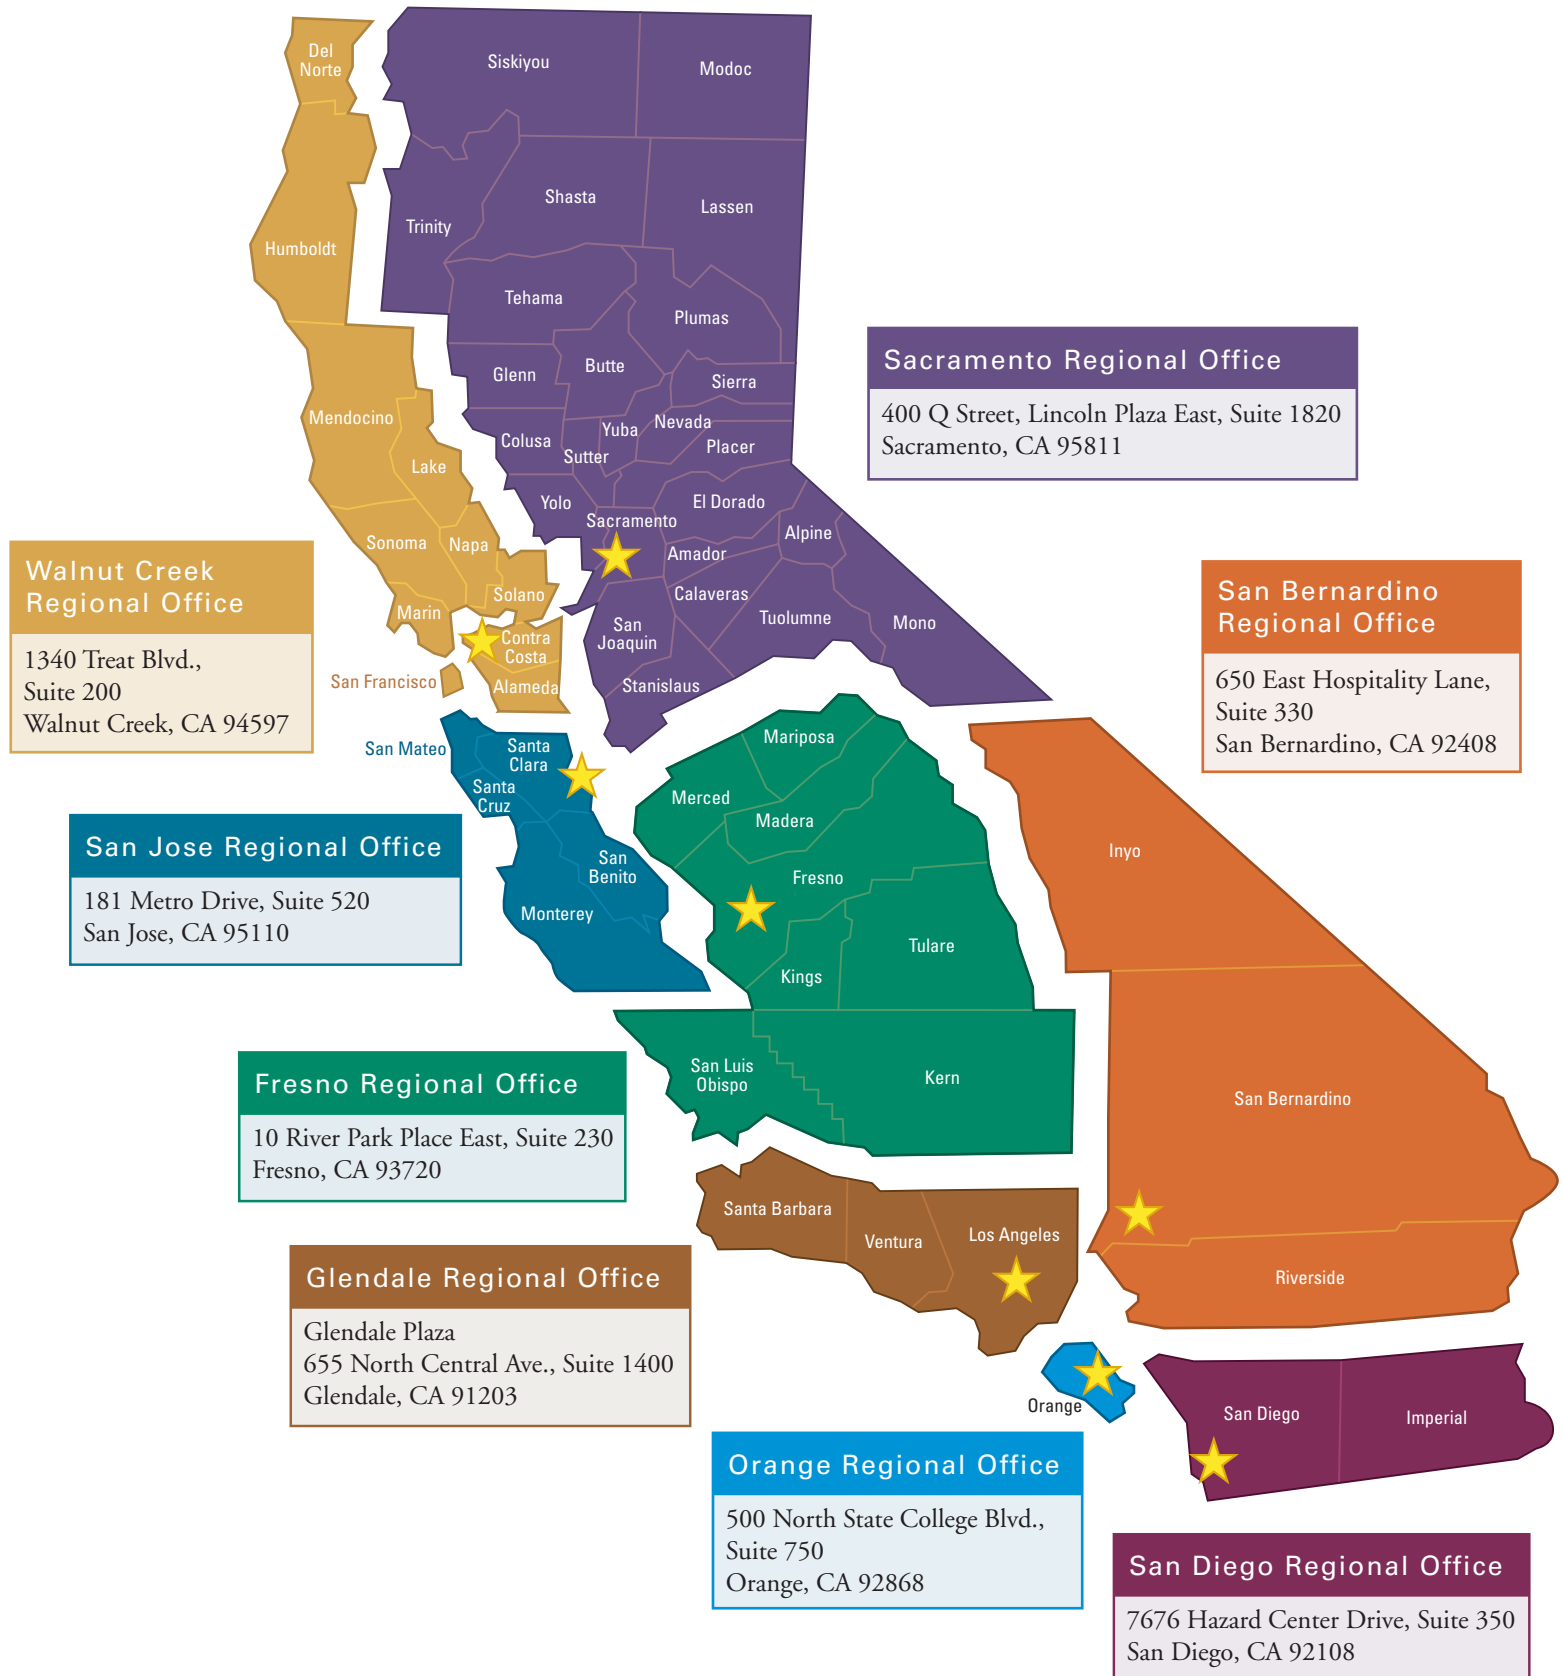 Del
Norte
Siskiyou
Modoc
Humboldt
Trinity
Shasta
Lassen
Tehama
Plumas
Glenn
Butte
Sierra
Mendocino
Colusa
Yuba
Nevada
Sutter
Placer
Lake
Yolo
El Dorado
Sacramento
Alpine
Sonoma
Napa
Amador
Solano
Calaveras
Marin
San
Joaquin
Tuolumne
Mono
Contra
Costa
San Francisco
Alameda
Stanislaus
Sacramento Regional Office
400 Q Street, Lincoln Plaza East, Suite 1820
Sacramento, CA 95811
Walnut Creek
Regional Office
1340 Treat Blvd.,
Suite 200
Walnut Creek, CA 94597
San Bernardino
Regional Office
650 East Hospitality Lane,
Suite 330
San Bernardino, CA 92408
San Mateo
Santa
Clara
Santa
Cruz
San
Benito
Monterey
San Jose Regional Office
181 Metro Drive, Suite 520
San Jose, CA 95110
Mariposa
Merced
Madera
Fresno
Tulare
Kings
San Luis
Obispo
Kern
Inyo
San Bernardino
Riverside
Fresno Regional Office
10 River Park Place East, Suite 230
Fresno, CA 93720
Santa Barbara
Ventura
Los Angeles
Glendale Regional Office
Glendale Plaza
655 North Central Ave., Suite 1400
Glendale, CA 91203
Orange
San Diego
Imperial
Orange Regional Office
500 North State College Blvd.,
Suite 750
Orange, CA 92868
San Diego Regional Office
7676 Hazard Center Drive, Suite 350
San Diego, CA 92108